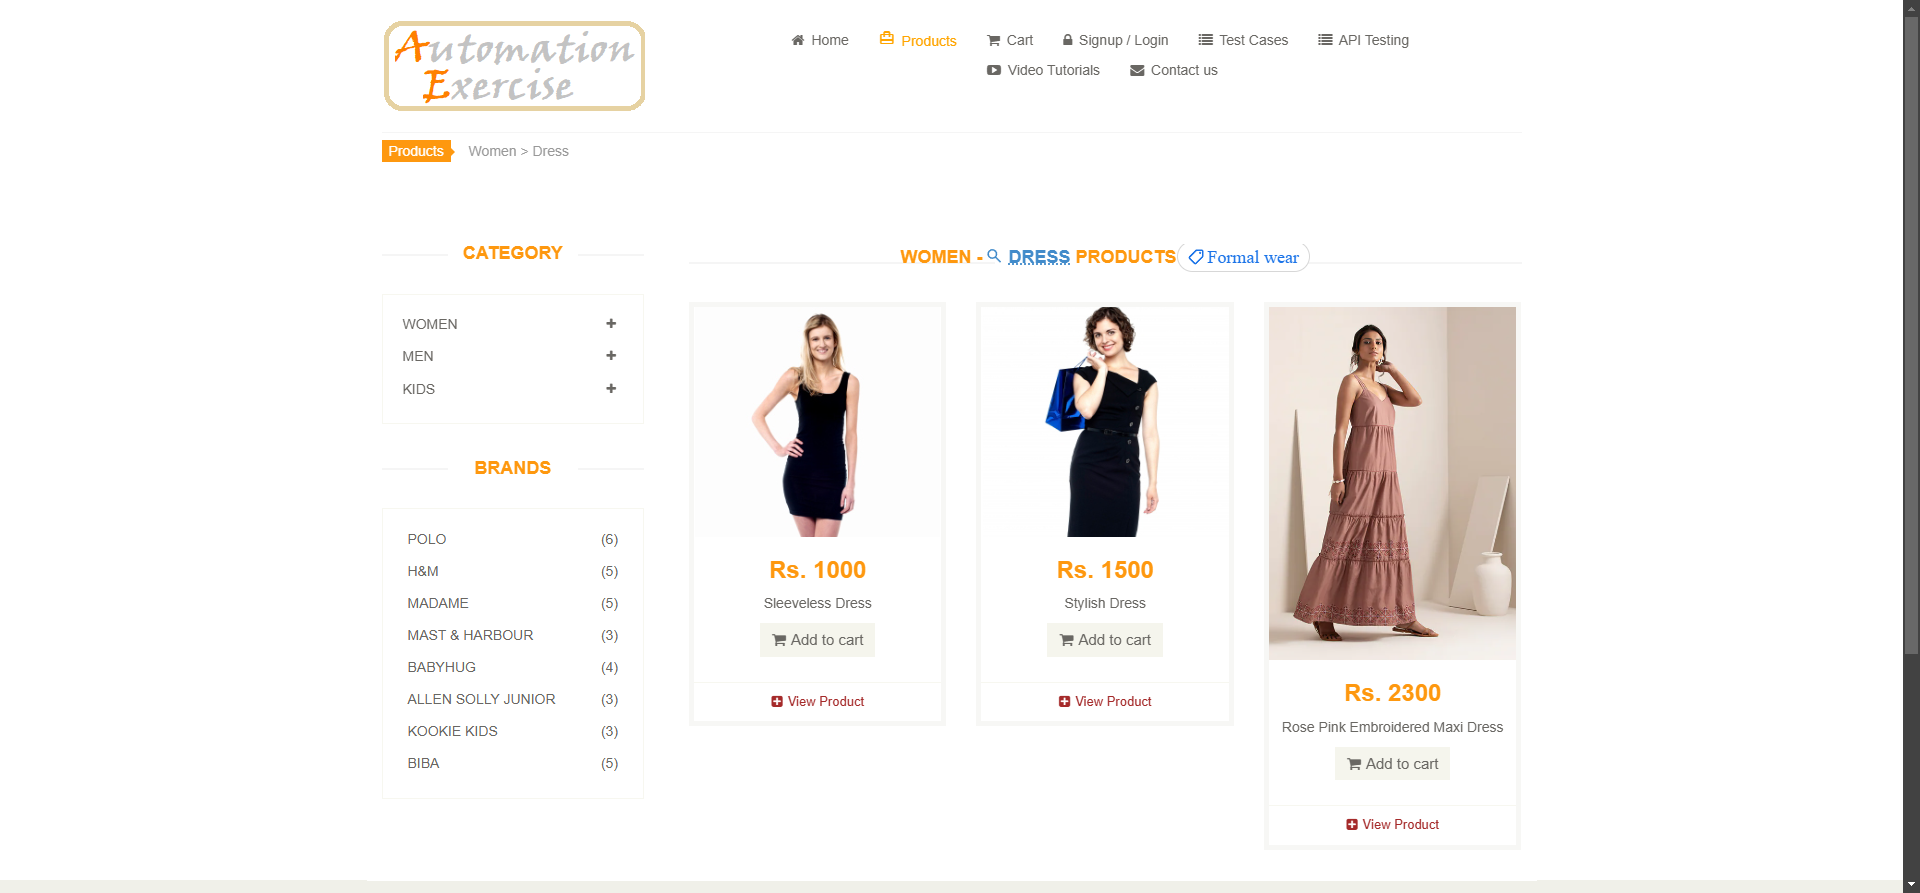 Automation
Exercise
Home
Products
Cart
Signup / Login
Test Cases
API Testing
Video Tutorials
Contact us
Products
Women > Dress
CATEGORY
WOMEN
MEN
KIDS
BRANDS
POLO (6)
H&M (5)
MADAME (5)
MAST & HARBOUR (3)
BABYHUG (4)
ALLEN SOLLY JUNIOR (3)
KOOKIE KIDS (3)
BIBA (5)
WOMEN - DRESS PRODUCTS Formal wear
Rs. 1000
Sleeveless Dress
Add to cart
View Product
Rs. 1500
Stylish Dress
Add to cart
View Product
Rs. 2300
Rose Pink Embroidered Maxi Dress
Add to cart
View Product